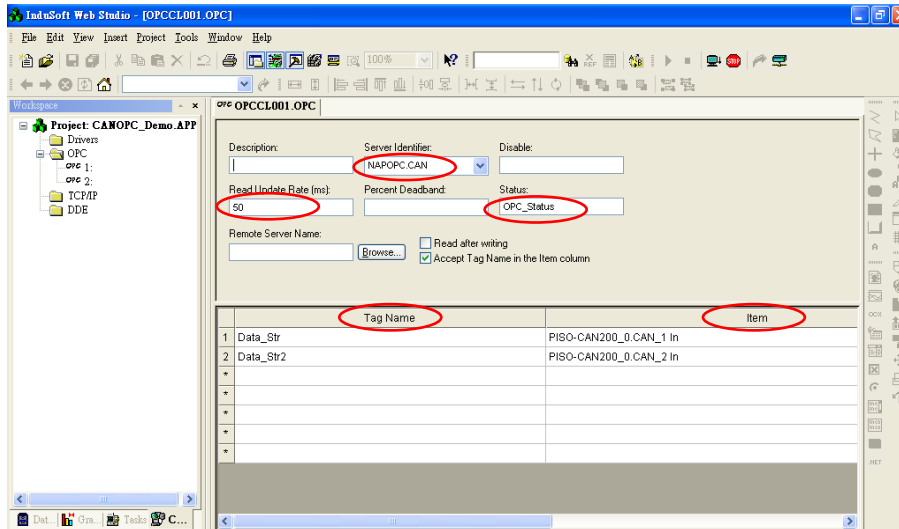 InduSoft Web Studio - [OPCCL001.OPC]
File Edit View Insert Project Tools Window Help
100%
Workspace
OPC OPCCL001.OPC
Project: CANOPC_Demo.APP
Drivers
OPC
OPC 1:
OPC 2:
TCP/IP
DDE
Description: Server Identifier: Disable:
NAPOPC.CAN
Read Update Rate (ms): Percent Deadband: Status:
50 OPC_Status
Remote Server Name:
Browse...
Read after writing
Accept Tag Name in the Item column
Tag Name Item
1 Data_Str PISO-CAN200_0.CAN_1 In
2 Data_Str2 PISO-CAN200_0.CAN_2 In
*
*
*
*
*
Dat... Gra... Tasks C...